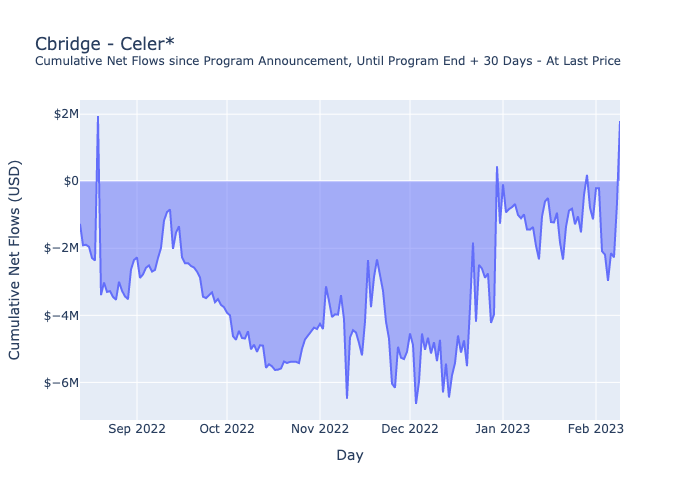 Cbridge - Celer*
Cumulative Net Flows since Program Announcement, Until Program End + 30 Days - At Last Price
Cumulative Net Flows (USD)
$2M
$0
$−2M
$−4M
$−6M
Sep 2022 Oct 2022 Nov 2022 Dec 2022 Jan 2023 Feb 2023
Day